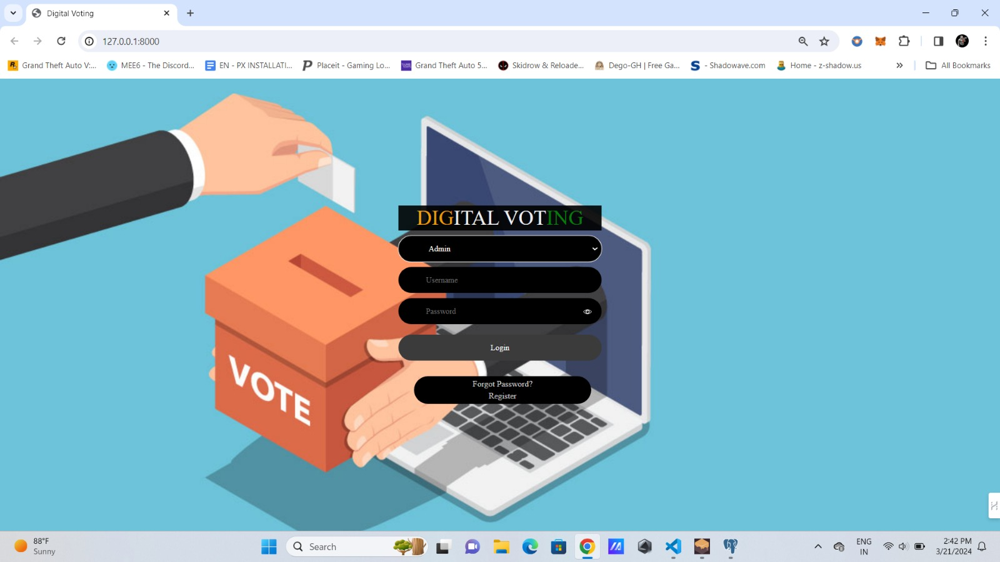 Digital Voting
127.0.0.1:8000
Grand Theft Auto V:... MEE6 - The Discord... EN - PX INSTALLATI... Placeit - Gaming Lo... Grand Theft Auto 5... Skidrow & Reloade... Dego-GH | Free Ga... - Shadowave.com Home - z-shadow.us All Bookmarks
DIGITAL VOTING
Admin
Username
Password
Login
Forgot Password?
Register
VOTE
88°F
Sunny
Search
ENG
IN
2:42 PM
3/21/2024